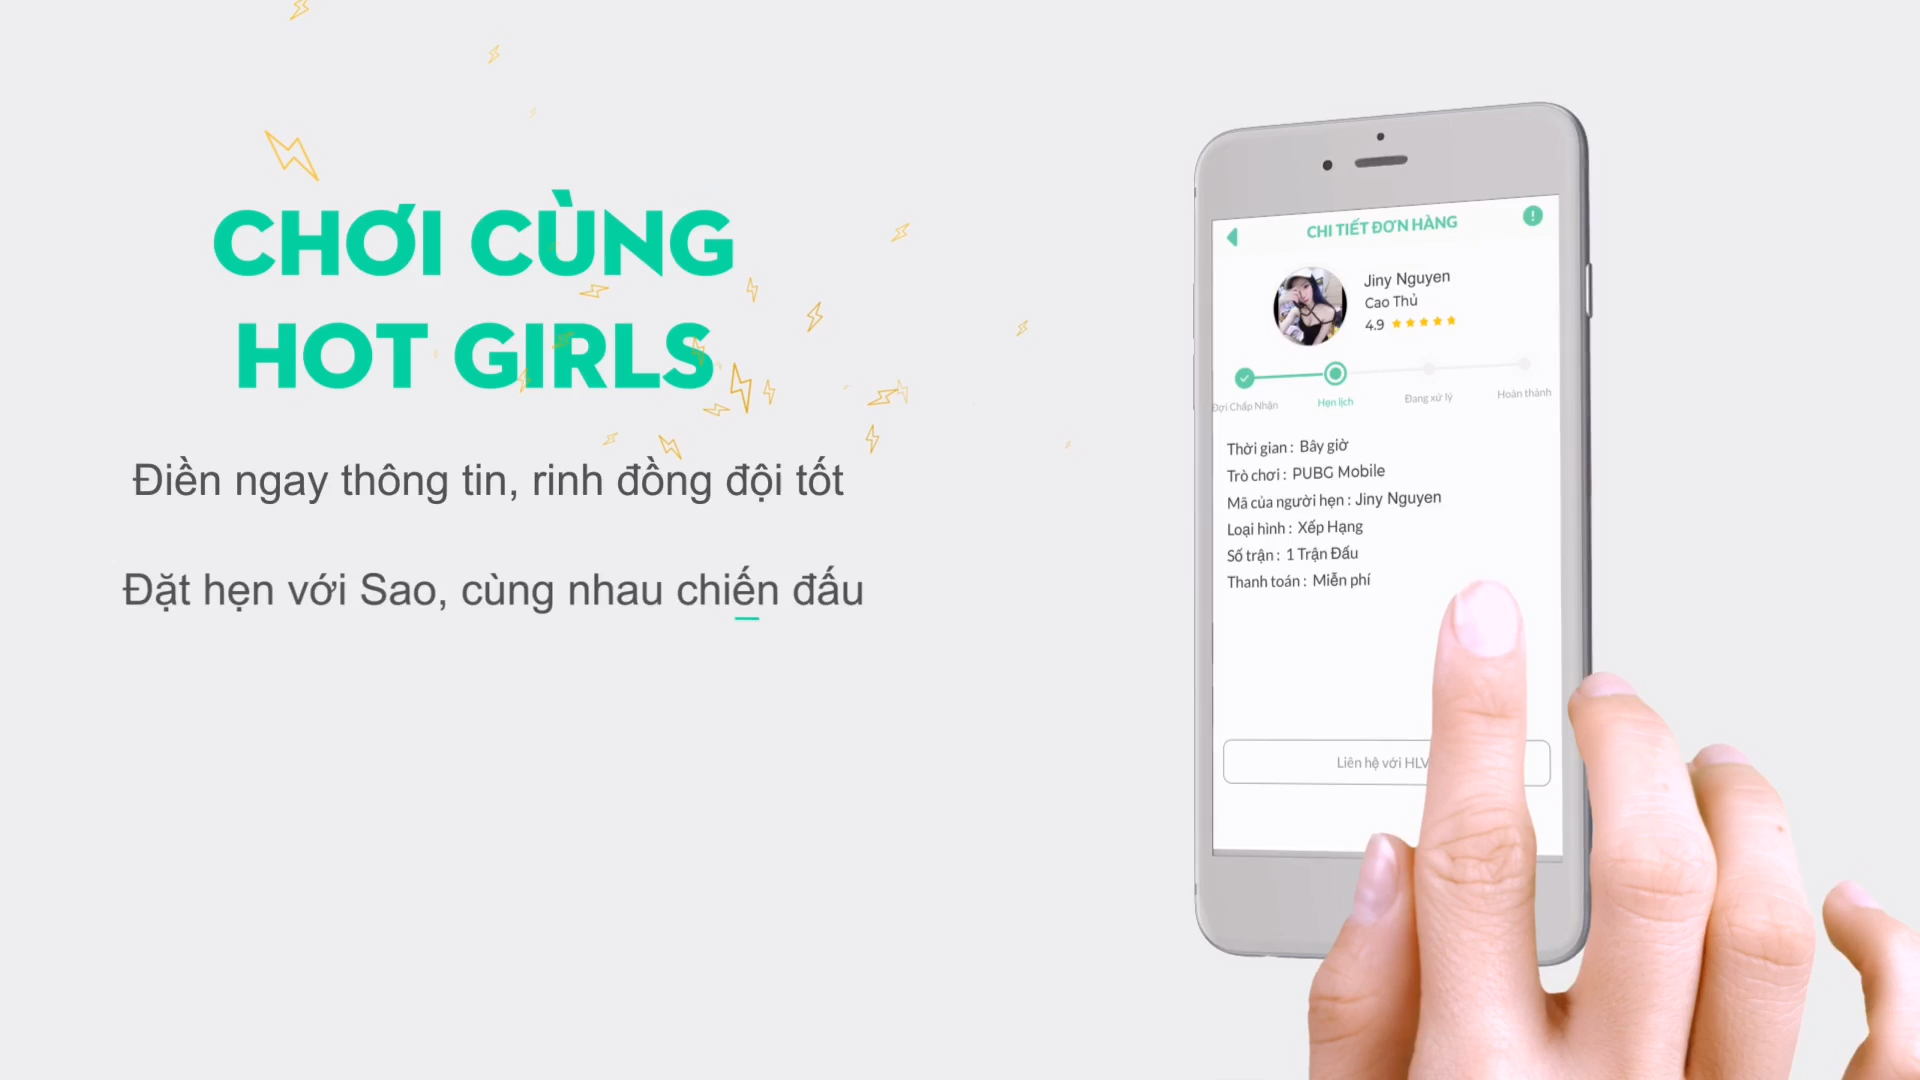 CHƠI CÙNG
HOT GIRLS
Điền ngay thông tin, rinh đồng đội tốt
Đặt hẹn với Sao, cùng nhau chiến đấu
CHI TIẾT ĐƠN HÀNG
Jiny Nguyen
Cao Thủ
4.9
Đợi Chấp Nhận
Hẹn lịch
Đang xử lý
Hoàn thành
Thời gian : Bây giờ
Trò chơi : PUBG Mobile
Mã của người hẹn : Jiny Nguyen
Loại hình : Xếp Hạng
Số trận : 1 Trận Đấu
Thanh toán : Miễn phí
Liên hệ với HLV